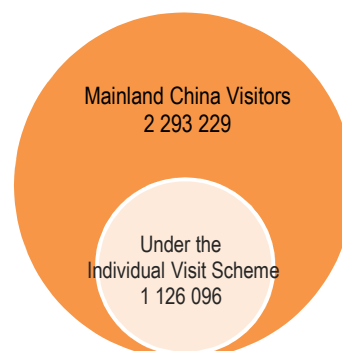 Mainland China Visitors
2 293 229
Under the
Individual Visit Scheme
1 126 096